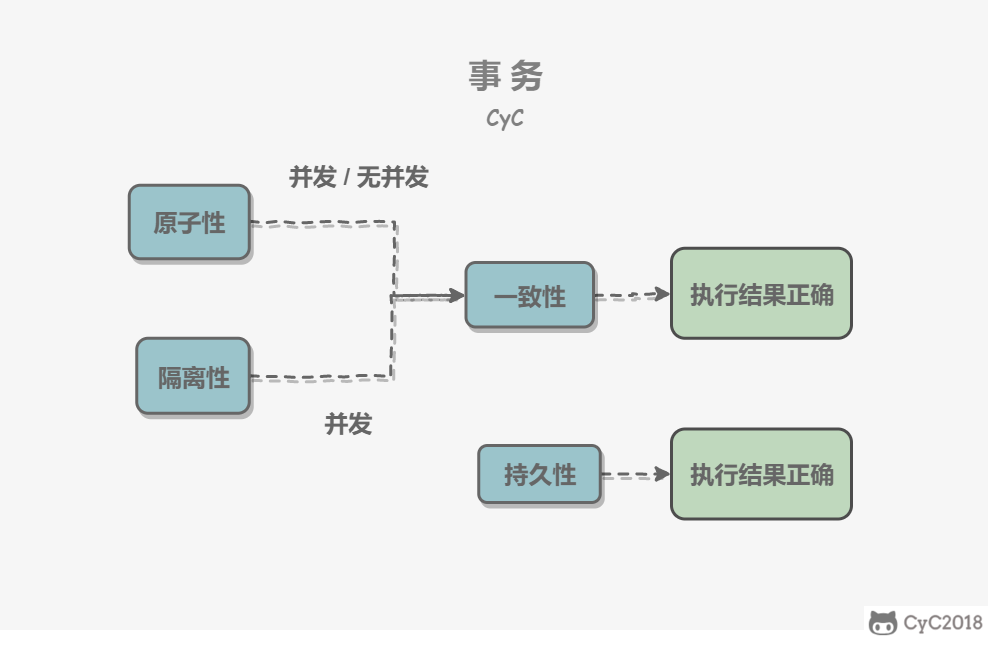 事 务
CyC
并发 / 无并发
原子性
一致性
执行结果正确
隔离性
并发
持久性
执行结果正确
CyC2018